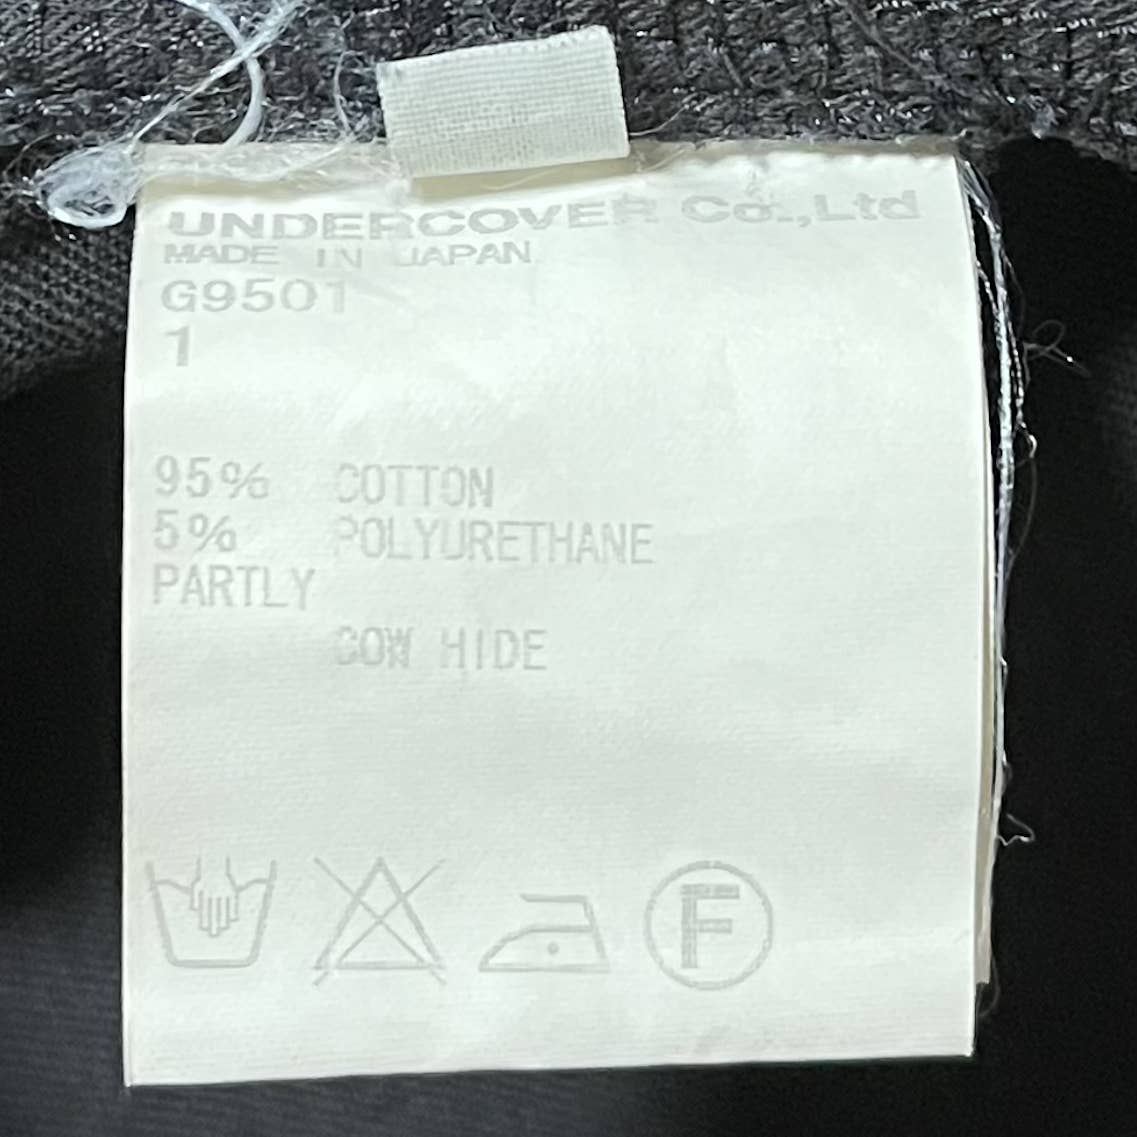 UNDERCOVER Co.,Ltd
MADE IN JAPAN
G9501
1
95% COTTON
5% POLYURETHANE
PARTLY
COW HIDE
F